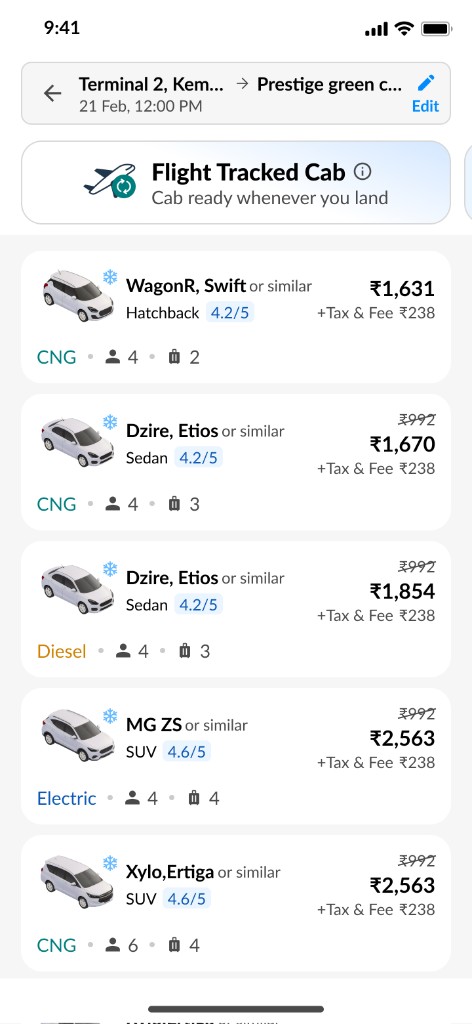 9:41
Terminal 2, Kem... → Prestige green c...
21 Feb, 12:00 PM
Edit
Flight Tracked Cab
Cab ready whenever you land
WagonR, Swift or similar
₹1,631
Hatchback 4.2/5
+Tax & Fee ₹238
CNG • 4 • 2
₹992
Dzire, Etios or similar
₹1,670
Sedan 4.2/5
+Tax & Fee ₹238
CNG • 4 • 3
₹992
Dzire, Etios or similar
₹1,854
Sedan 4.2/5
+Tax & Fee ₹238
Diesel • 4 • 3
₹992
MG ZS or similar
₹2,563
SUV 4.6/5
+Tax & Fee ₹238
Electric • 4 • 4
₹992
Xylo,Ertiga or similar
₹2,563
SUV 4.6/5
+Tax & Fee ₹238
CNG • 6 • 4